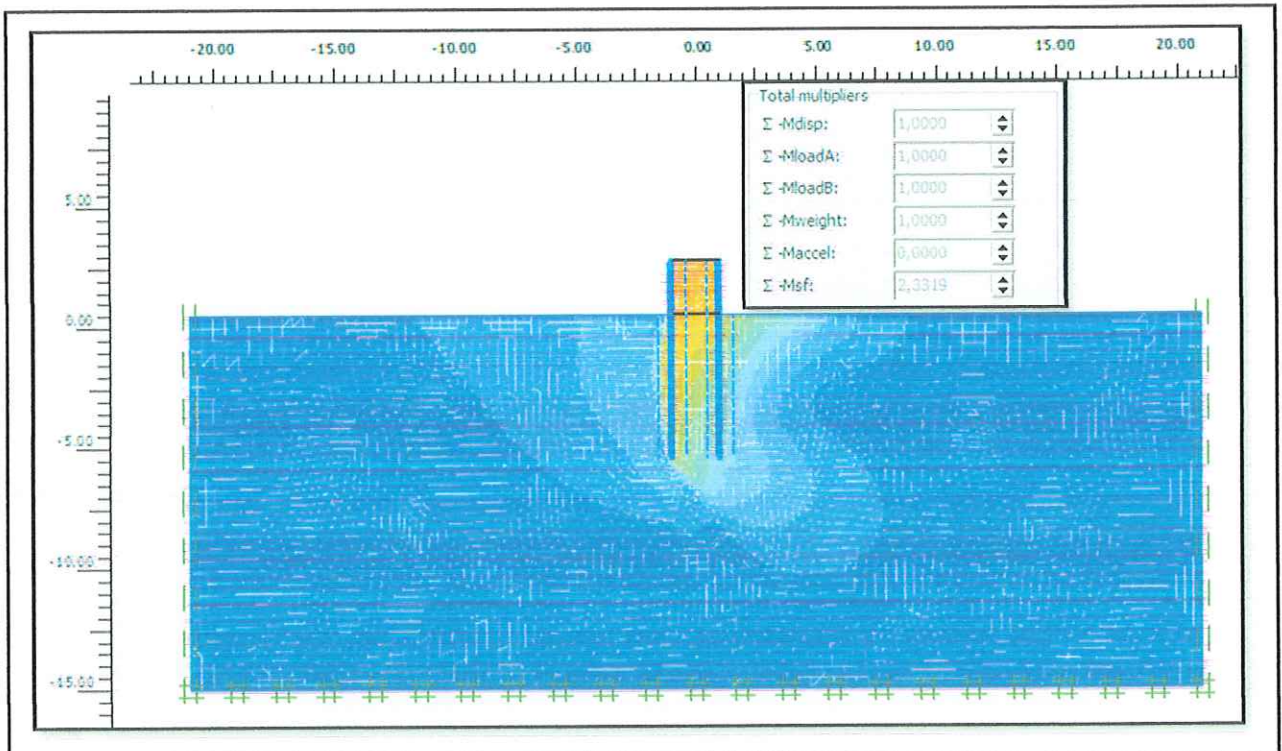 -20.00 -15.00 -10.00 -5.00 0.00 5.00 10.00 15.00 20.00
Total multipliers
Σ -Mdisp: 1,0000
Σ -MloadA: 1,0000
Σ -MloadB: 1,0000
Σ -Mweight: 1,0000
Σ -Maccel: 0,0000
Σ -Msf: 2,3319
5.00
0.00
-5.00
-10.00
-15.00